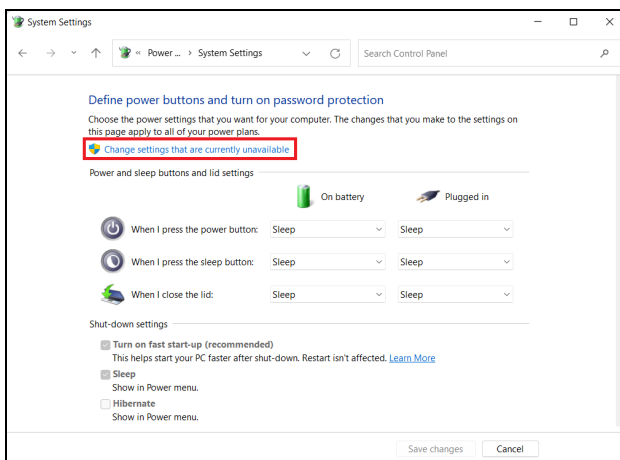 System Settings
« Power ... › System Settings
Search Control Panel
Define power buttons and turn on password protection
Choose the power settings that you want for your computer. The changes that you make to the settings on
this page apply to all of your power plans.
Change settings that are currently unavailable
Power and sleep buttons and lid settings
On battery Plugged in
When I press the power button: Sleep Sleep
When I press the sleep button: Sleep Sleep
When I close the lid: Sleep Sleep
Shut-down settings
Turn on fast start-up (recommended)
This helps start your PC faster after shut-down. Restart isn't affected. Learn More
Sleep
Show in Power menu.
Hibernate
Show in Power menu.
Save changes Cancel